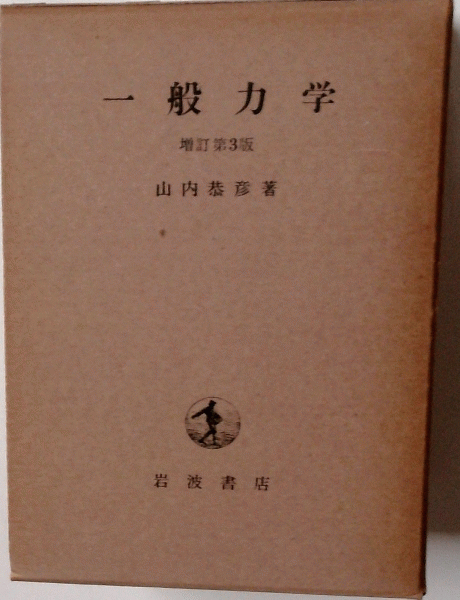 一般力学
増訂第3版
山内恭彦著
岩波書店